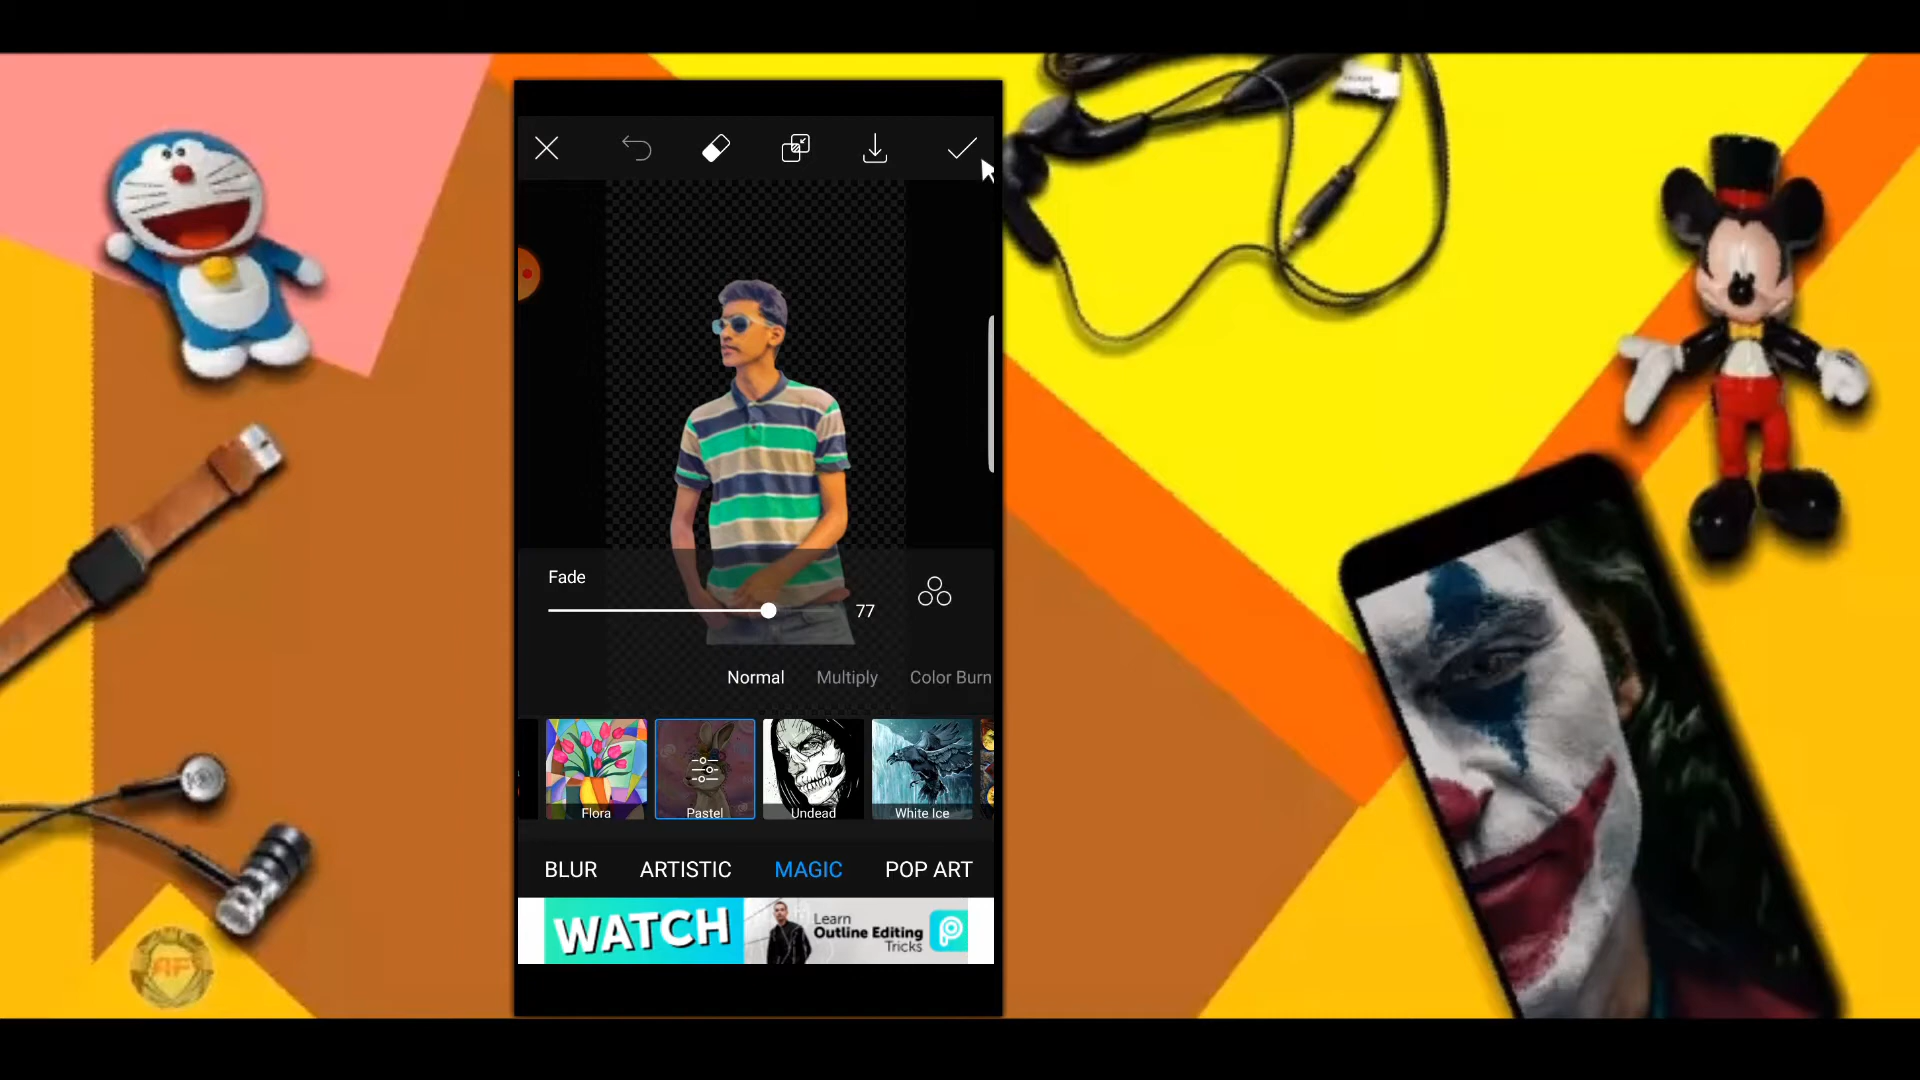 Fade
77
Normal Multiply Color Burn
Flora Pastel Undead White Ice
BLUR ARTISTIC MAGIC POP ART
WATCH
Learn
Outline Editing
Tricks
AF